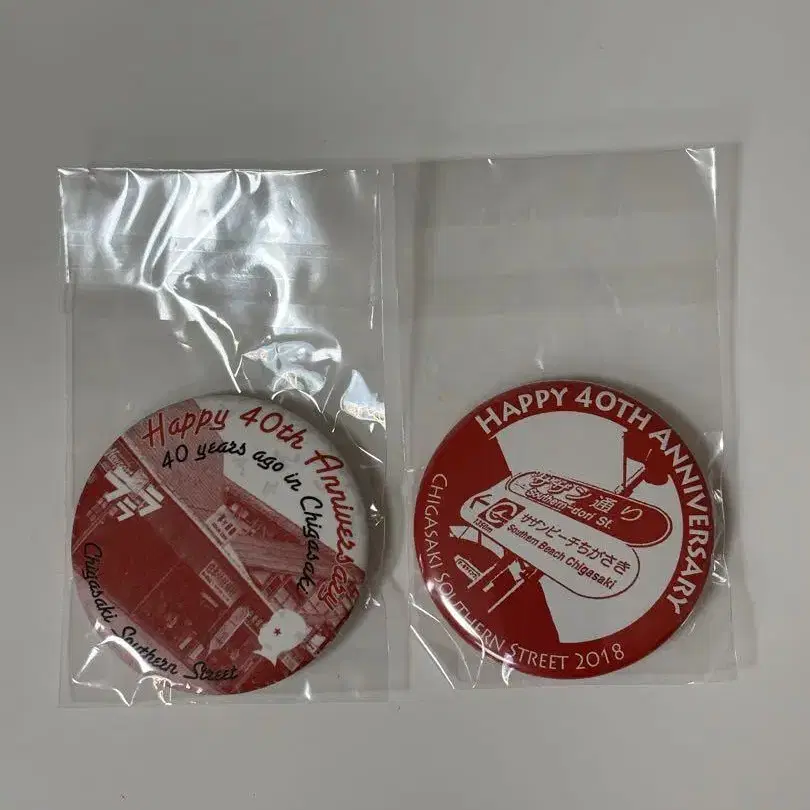 Happy 40th Anniversary
40 years ago in Chigasaki
Chigasaki Southern Street
HAPPY 40TH ANNIVERSARY
サザン通り
Southern-dori St.
サザンビーチちがさき
Southern Beach Chigasaki
CHIGASAKI SOUTHERN STREET 2018